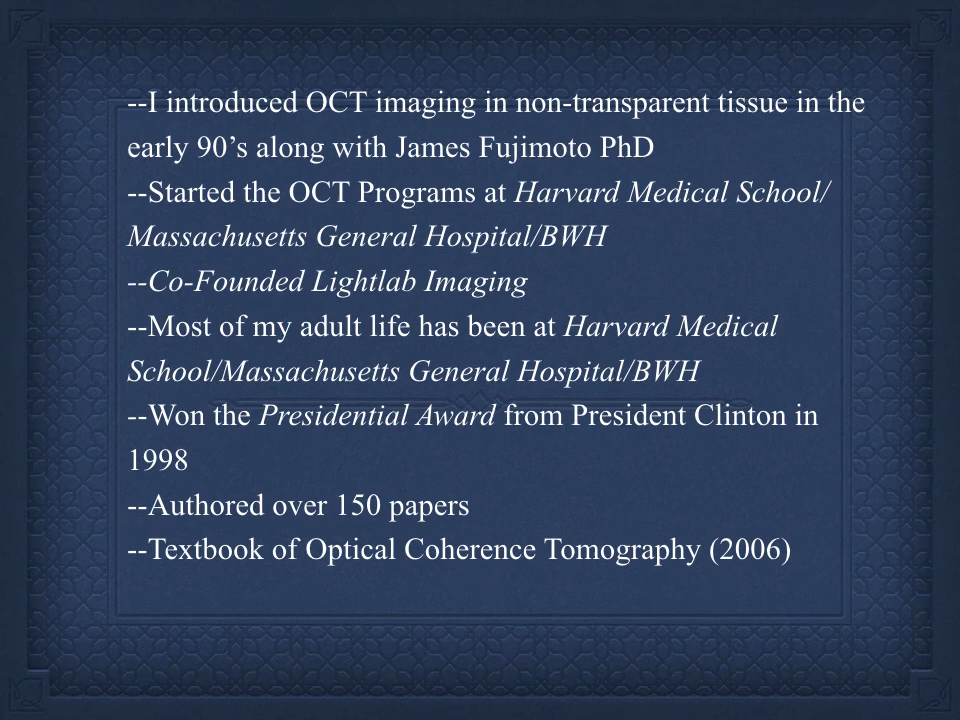 --I introduced OCT imaging in non-transparent tissue in the
early 90’s along with James Fujimoto PhD
--Started the OCT Programs at Harvard Medical School/
Massachusetts General Hospital/BWH
--Co-Founded Lightlab Imaging
--Most of my adult life has been at Harvard Medical
School/Massachusetts General Hospital/BWH
--Won the Presidential Award from President Clinton in
1998
--Authored over 150 papers
--Textbook of Optical Coherence Tomography (2006)